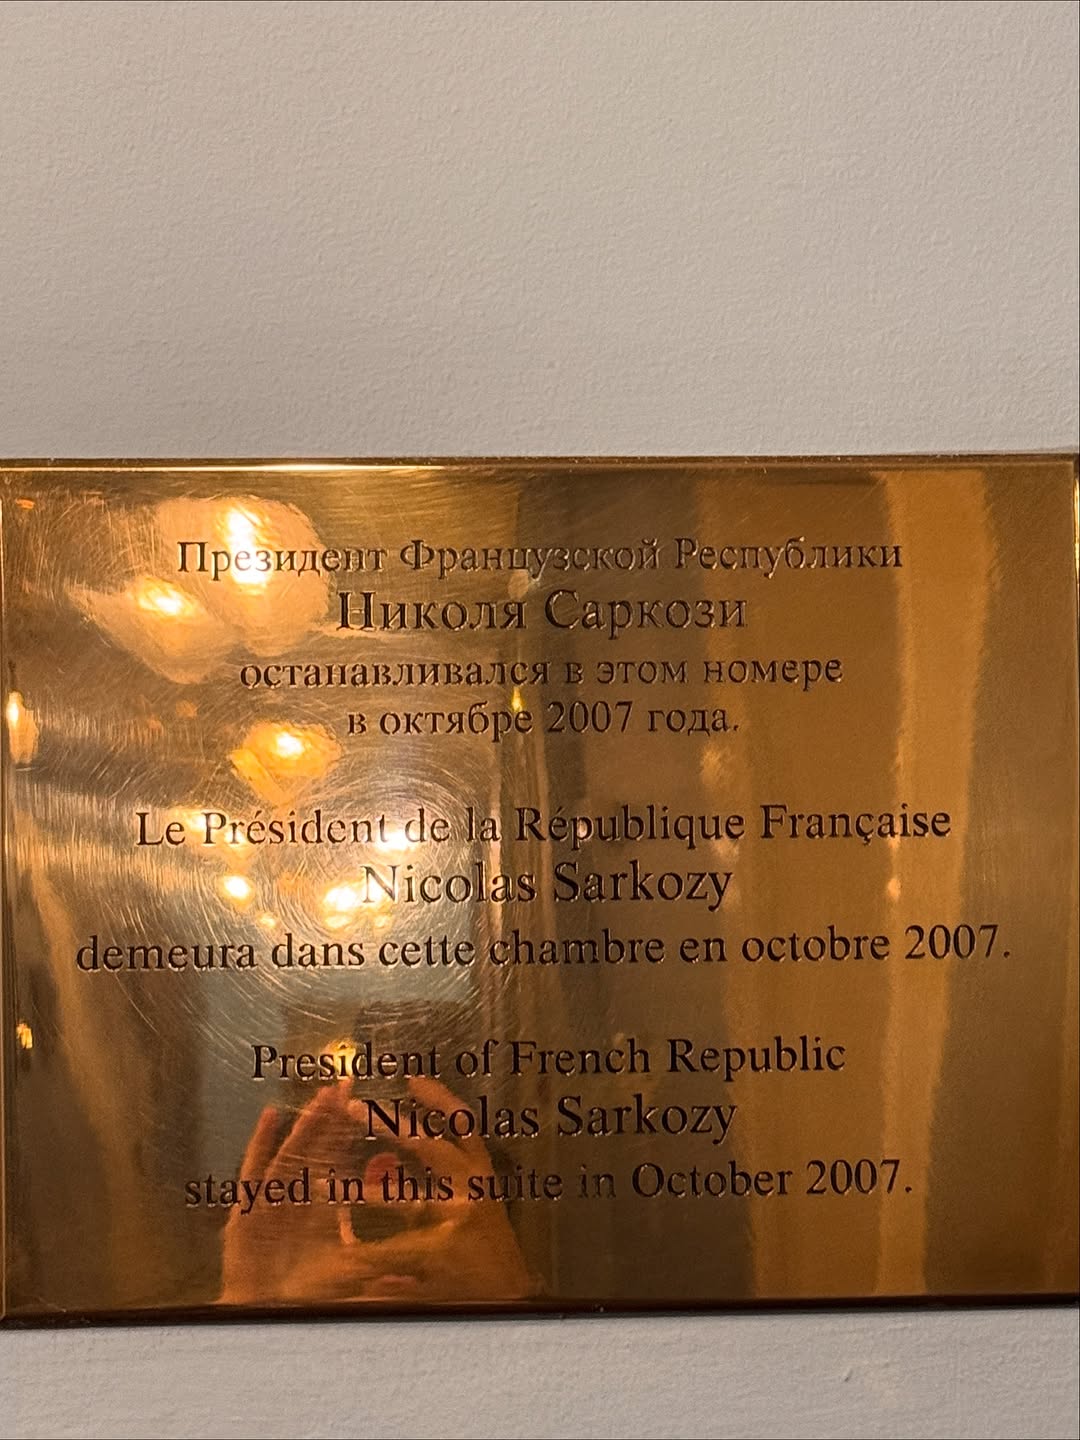 Президент Французской Республики
Николя Саркози
останавливался в этом номере
в октябре 2007 года.
Le Président de la République Française
Nicolas Sarkozy
demeura dans cette chambre en octobre 2007.
President of French Republic
Nicolas Sarkozy
stayed in this suite in October 2007.